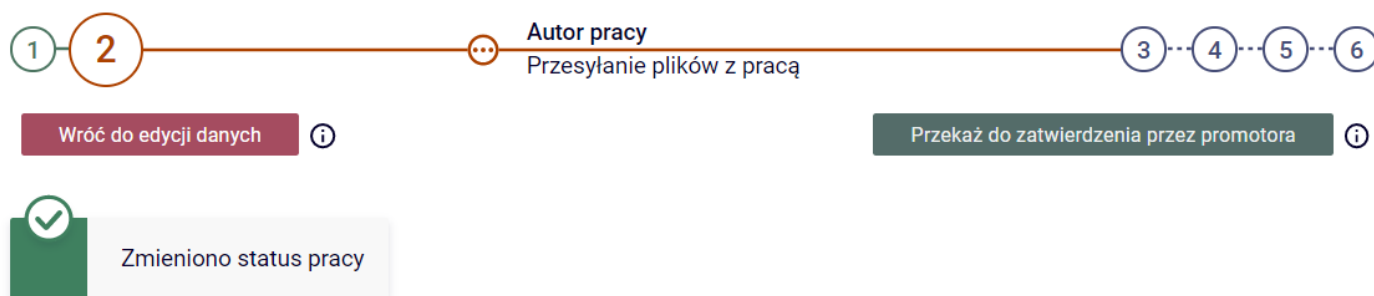 1
2
Autor pracy
Przesyłanie plików z pracą
3
4
5
6
Wróć do edycji danych
Przekaż do zatwierdzenia przez promotora
Zmieniono status pracy